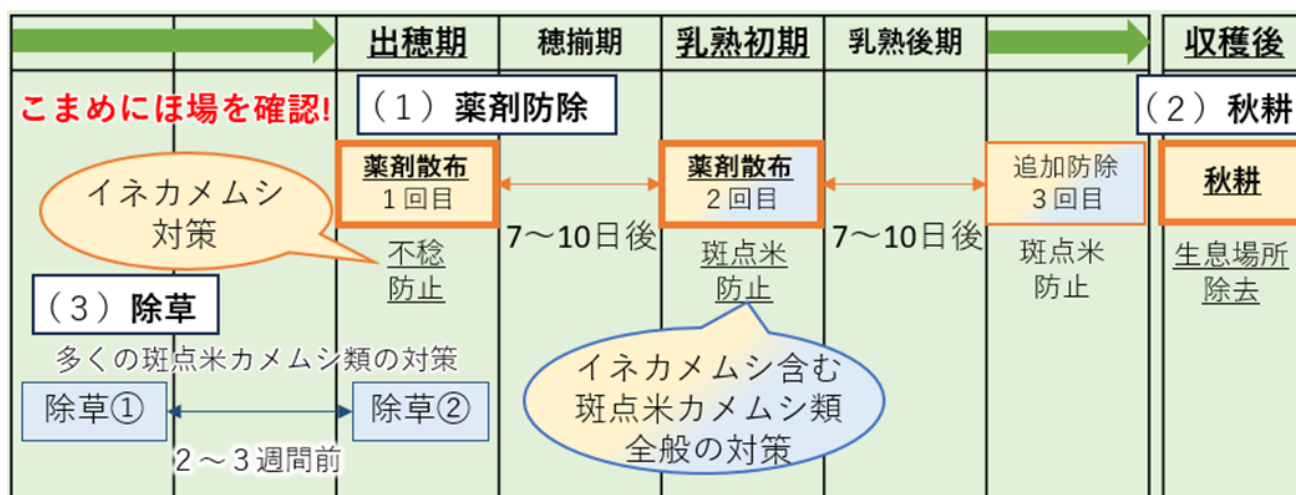 出穂期
穂揃期
乳熟初期
乳熟後期
収穫後
こまめにほ場を確認!
（１）薬剤防除
（２）秋耕
イネカメムシ
対策
薬剤散布
１回目
7～10日後
薬剤散布
２回目
7～10日後
追加防除
３回目
秋耕
不稔
防止
斑点米
防止
斑点米
防止
生息場所
除去
（３）除草
多くの斑点米カメムシ類の対策
除草①
除草②
２～３週間前
イネカメムシ含む
斑点米カメムシ類
全般の対策